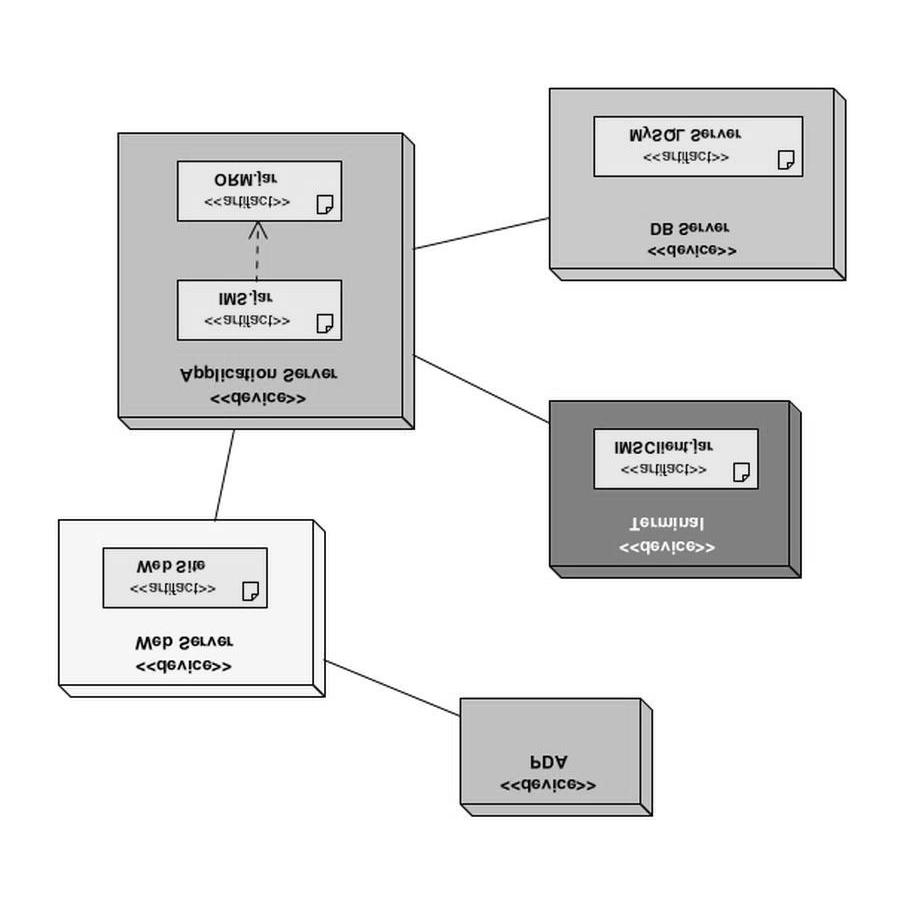 <<device>>
PDA
<<device>>
Web Server
<<artifact>>
Web Site
<<device>>
Terminal
<<artifact>>
IMSClient.jar
<<device>>
Application Server
<<artifact>>
IMS.jar
<<artifact>>
ORM.jar
<<device>>
DB Server
<<artifact>>
MySQL Server